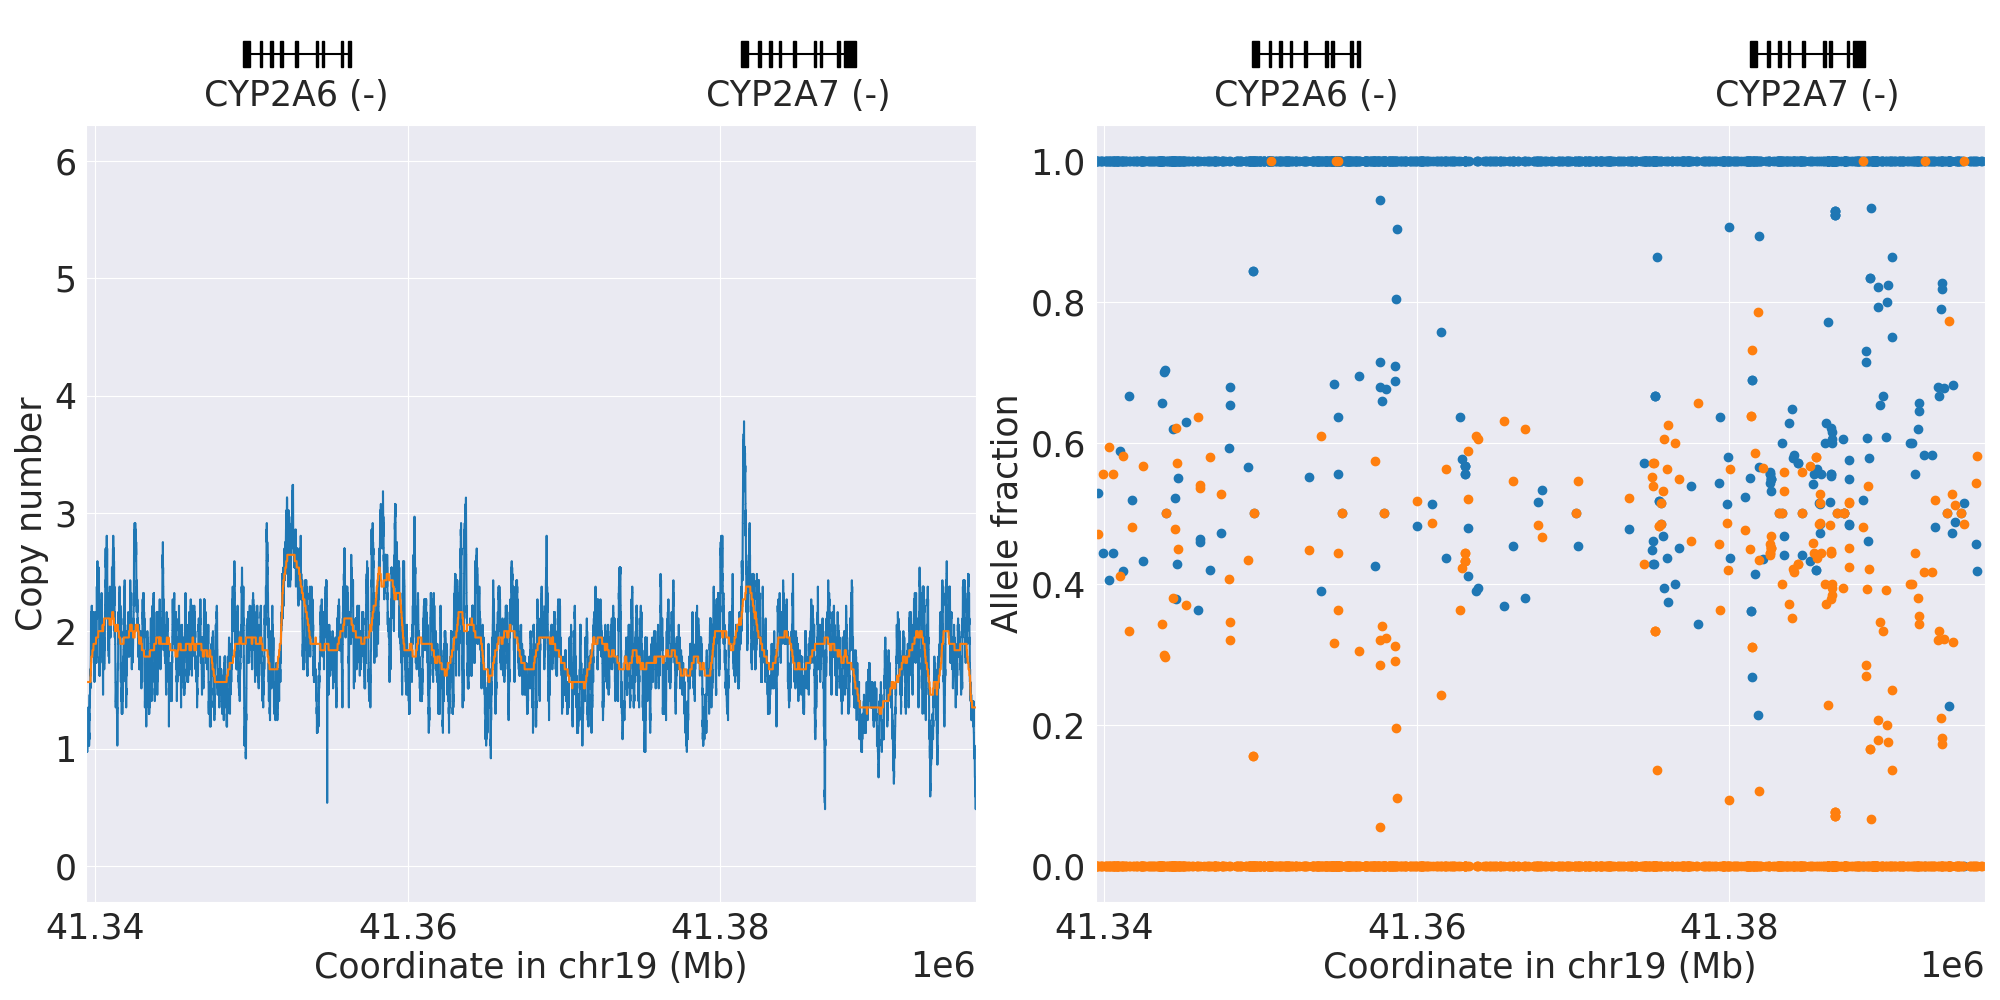 CYP2A6 (-) CYP2A7 (-)
6
5
4
3
2
1
0
Copy number
41.34 41.36 41.38
Coordinate in chr19 (Mb) 1e6
CYP2A6 (-) CYP2A7 (-)
1.0
0.8
0.6
0.4
0.2
0.0
Allele fraction
41.34 41.36 41.38
Coordinate in chr19 (Mb) 1e6